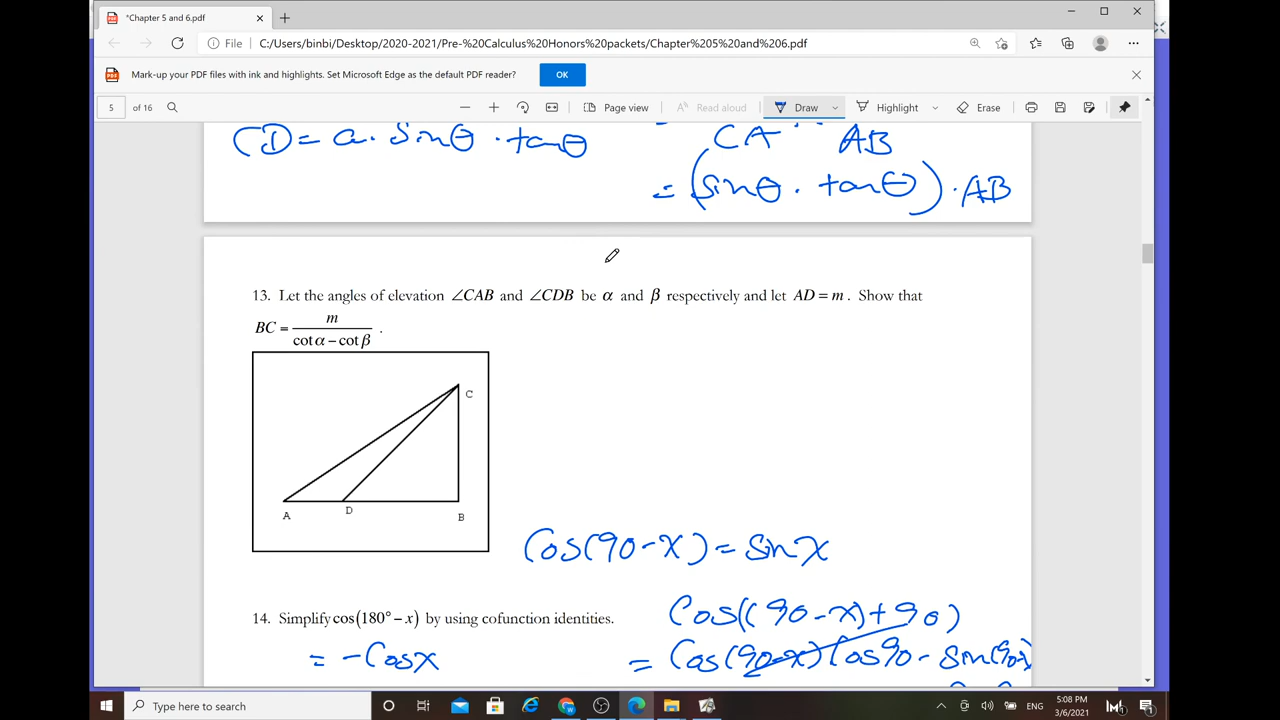 *Chapter 5 and 6.pdf
File C:/Users/binbi/Desktop/2020-2021/Pre-%20Calculus%20Honors%20packets/Chapter%205%20and%206.pdf
Mark-up your PDF files with ink and highlights. Set Microsoft Edge as the default PDF reader? OK
5 of 16 Page view Read aloud Draw Highlight Erase
CD = a. sinθ . tanθ
CA AB
= (sinθ . tanθ) . AB
13. Let the angles of elevation ∠CAB and ∠CDB be α and β respectively and let AD = m . Show that
BC = m / (cot α − cot β) .
C
A D B
Cos(90-x) = sin x
14. Simplify cos(180° − x) by using cofunction identities.
Cos((90-x)+90)
= -Cosx
= Cos(90-x) Cos90 - sin(90-x)
Type here to search
5:08 PM
3/6/2021
1